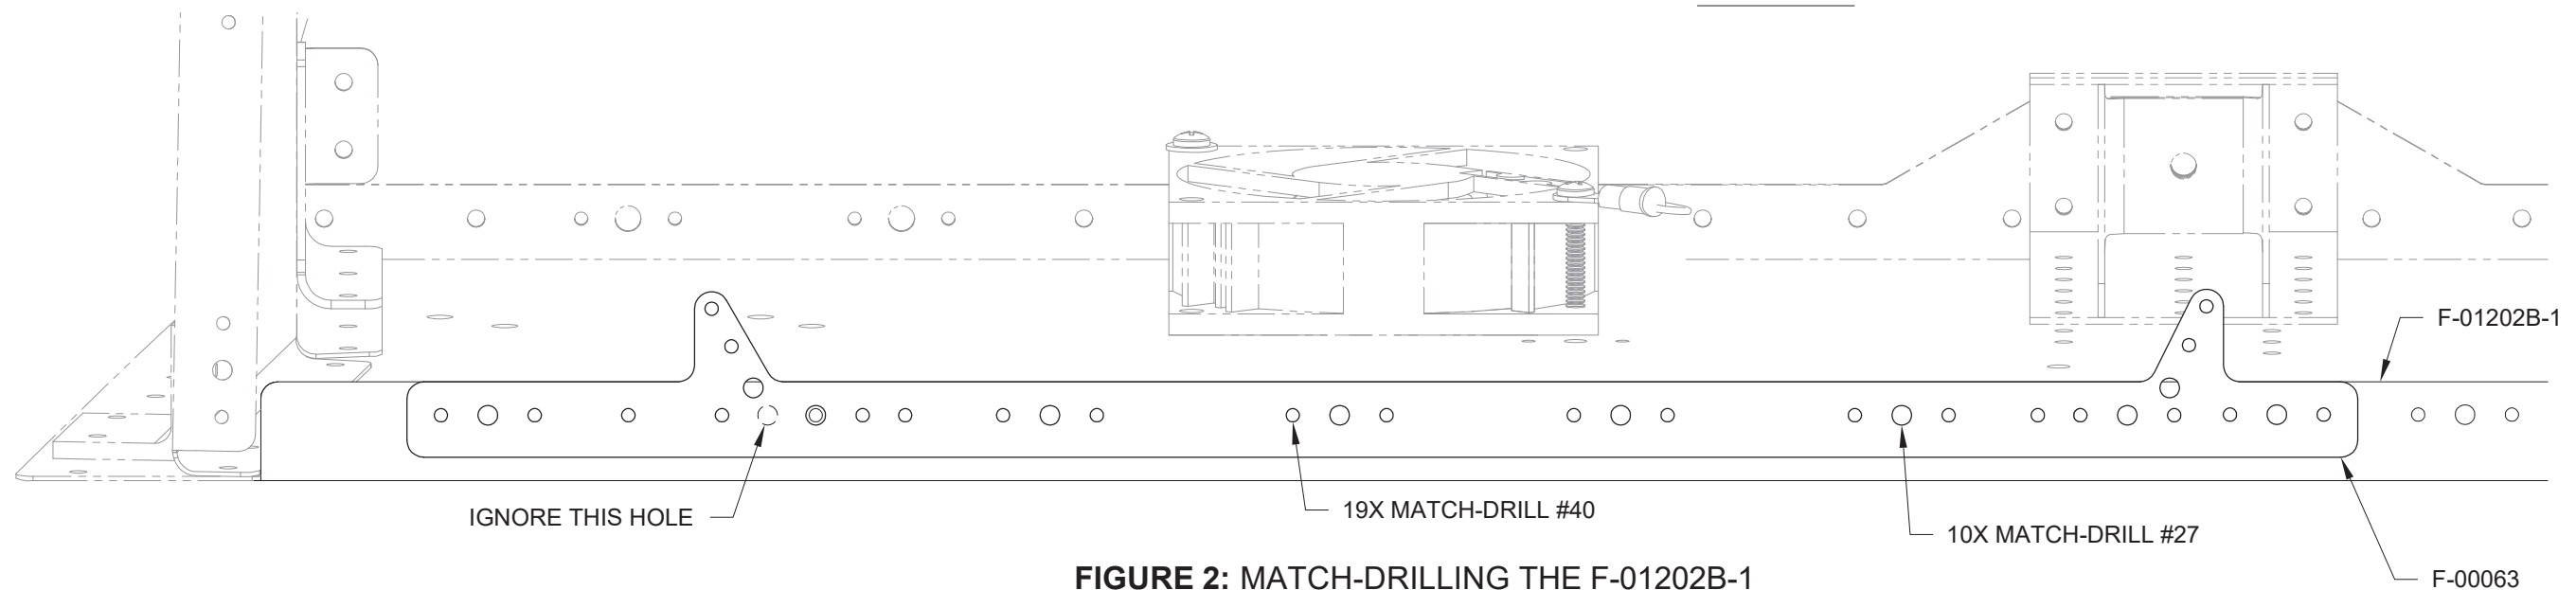 F-01202B-1
IGNORE THIS HOLE
19X MATCH-DRILL #40
10X MATCH-DRILL #27
F-00063
FIGURE 2: MATCH-DRILLING THE F-01202B-1